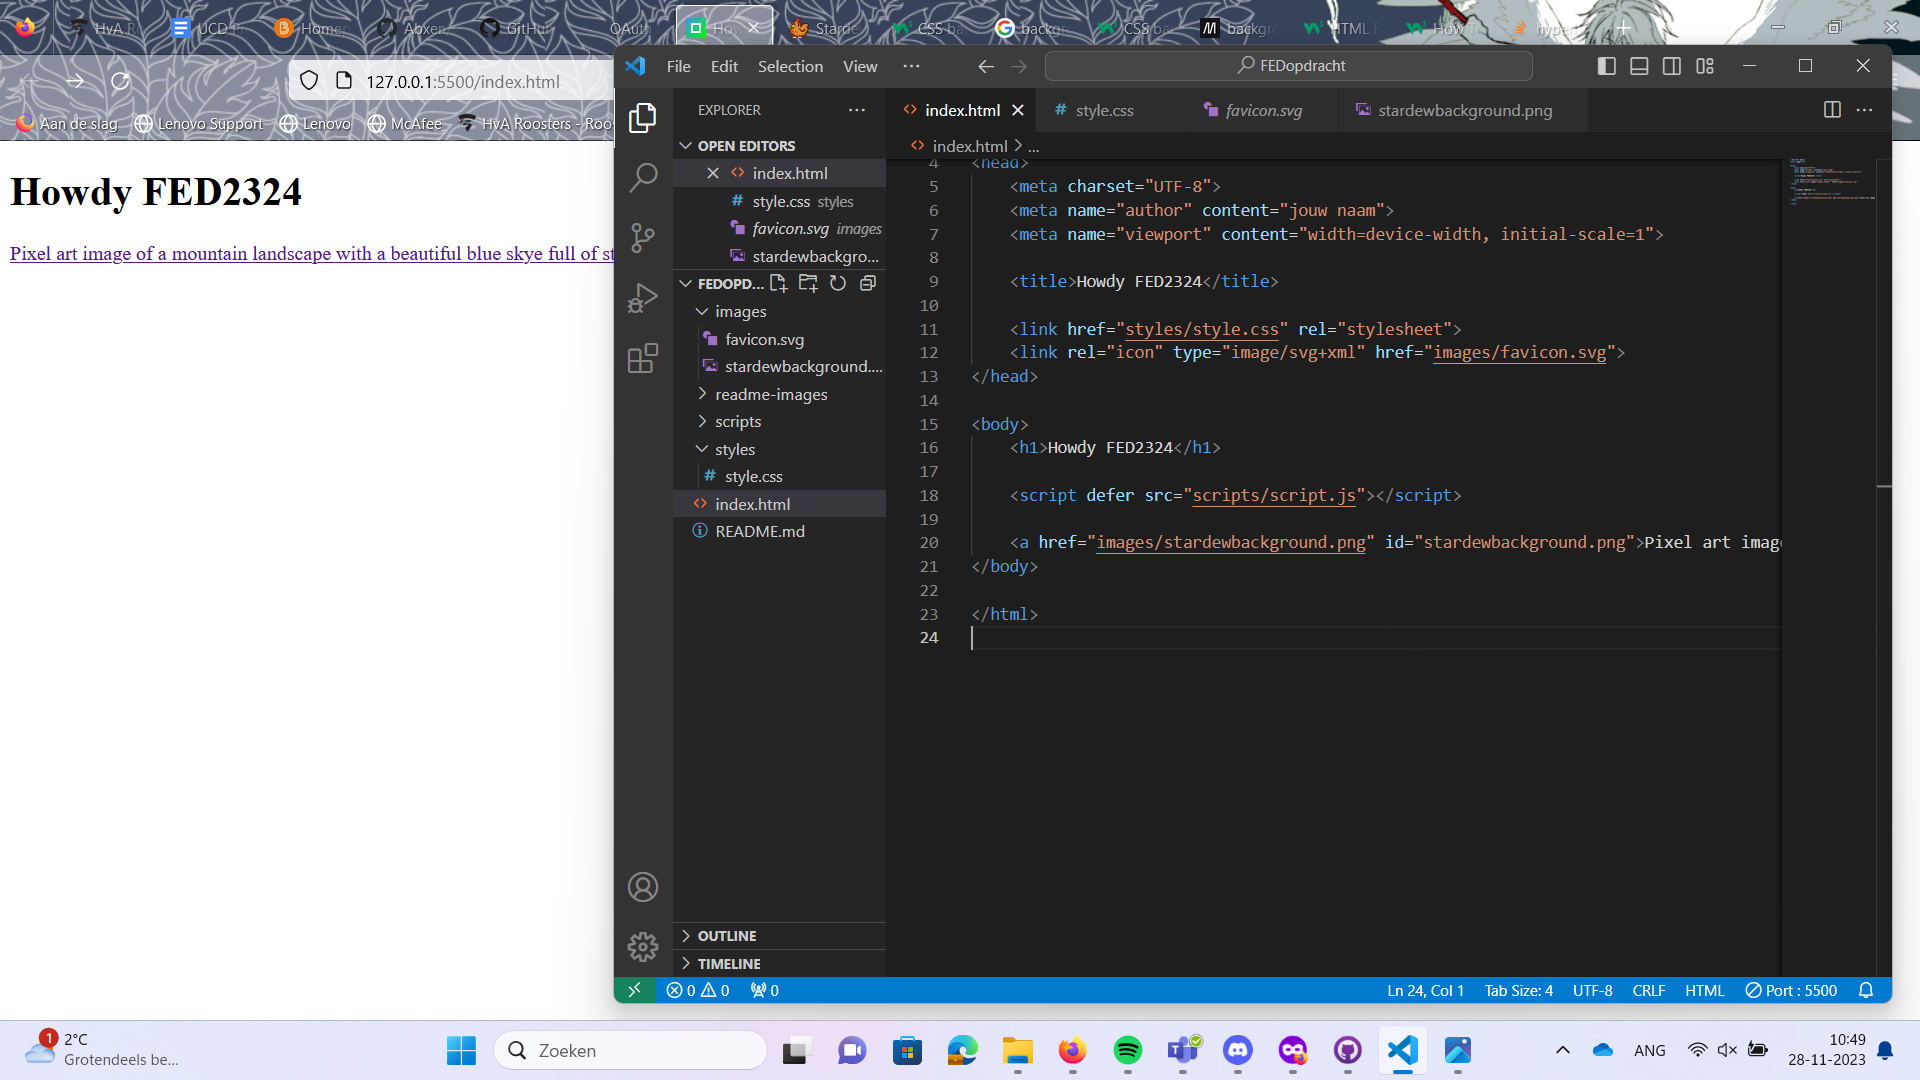 HvA R
UCD P
Home
Abxen
GitHu
OAuth
How
Starde
CSS ba
backgr
CSS ba
backgr
HTML B
How T
hyper
127.0.0.1:5500/index.html
Aan de slag
Lenovo Support
Lenovo
McAfee
HvA Roosters - Roo
Howdy FED2324
Pixel art image of a mountain landscape with a beautiful blue skye full of st
File Edit Selection View ...
FEDopdracht
EXPLORER
OPEN EDITORS
index.html
style.css styles
favicon.svg images
stardewbackgro...
FEDOPD...
images
favicon.svg
stardewbackground....
readme-images
scripts
styles
style.css
index.html
README.md
OUTLINE
TIMELINE
index.html
style.css
favicon.svg
stardewbackground.png
index.html > ...
4 <head>
5 <meta charset="UTF-8">
6 <meta name="author" content="jouw naam">
7 <meta name="viewport" content="width=device-width, initial-scale=1">
8
9 <title>Howdy FED2324</title>
10
11 <link href="styles/style.css" rel="stylesheet">
12 <link rel="icon" type="image/svg+xml" href="images/favicon.svg">
13 </head>
14
15 <body>
16 <h1>Howdy FED2324</h1>
17
18 <script defer src="scripts/script.js"></script>
19
20 <a href="images/stardewbackground.png" id="stardewbackground.png">Pixel art imag
21 </body>
22
23 </html>
24
0 0 0
Ln 24, Col 1
Tab Size: 4
UTF-8
CRLF
HTML
Port : 5500
1
2°C
Grotendeels be...
Zoeken
ANG
10:49
28-11-2023